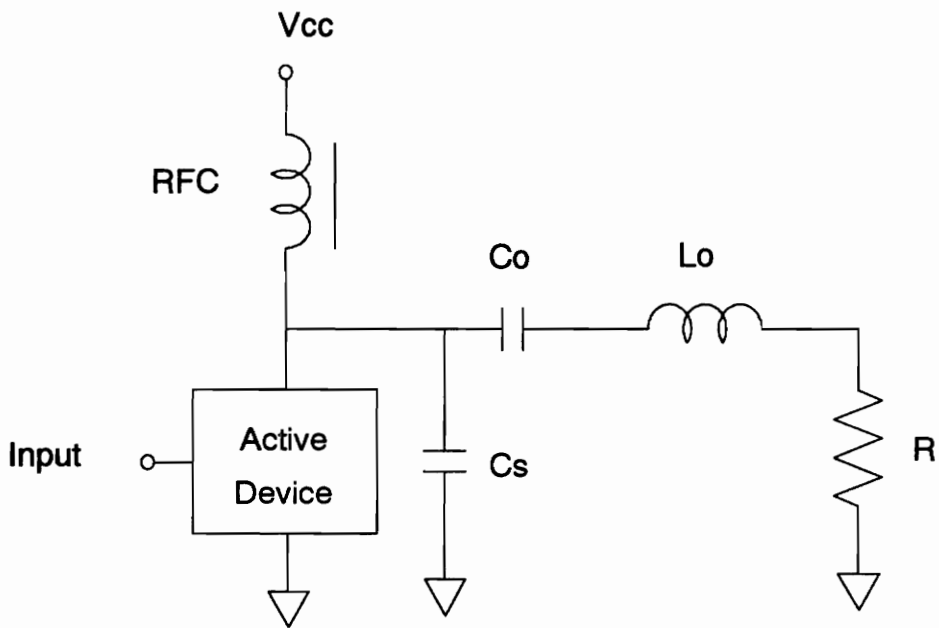 Vcc
RFC
Co
Lo
Input
Active
Device
Cs
R